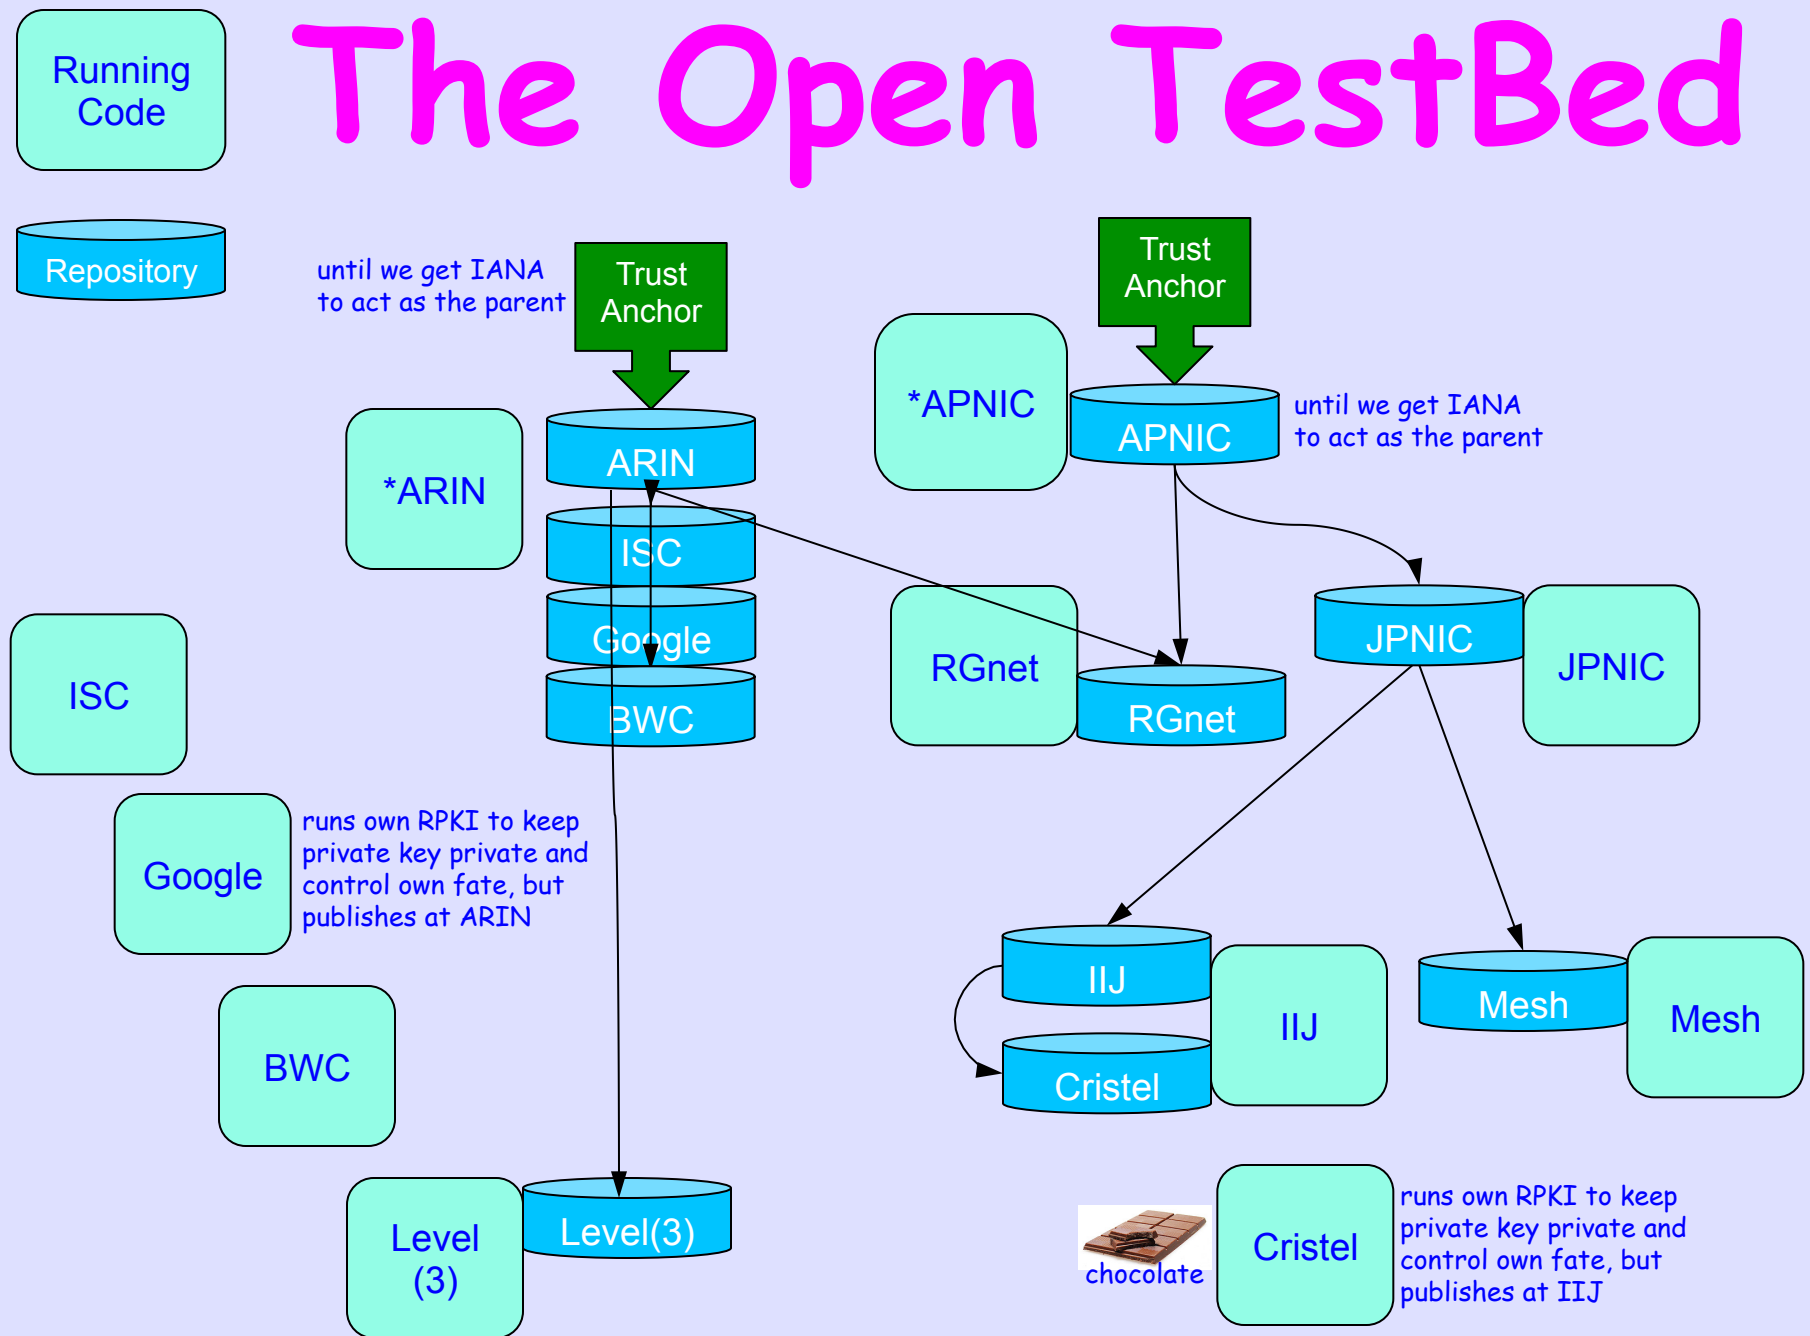 Running
Code
The Open TestBed
Repository
until we get IANA
to act as the parent
Trust
Anchor
Trust
Anchor
*APNIC
APNIC
until we get IANA
to act as the parent
*ARIN
ARIN
ISC
Google
BWC
RGnet
RGnet
JPNIC
JPNIC
ISC
Google
runs own RPKI to keep
private key private and
control own fate, but
publishes at ARIN
BWC
IIJ
IIJ
Cristel
Mesh
Mesh
Level
(3)
Level(3)
chocolate
Cristel
runs own RPKI to keep
private key private and
control own fate, but
publishes at IIJ